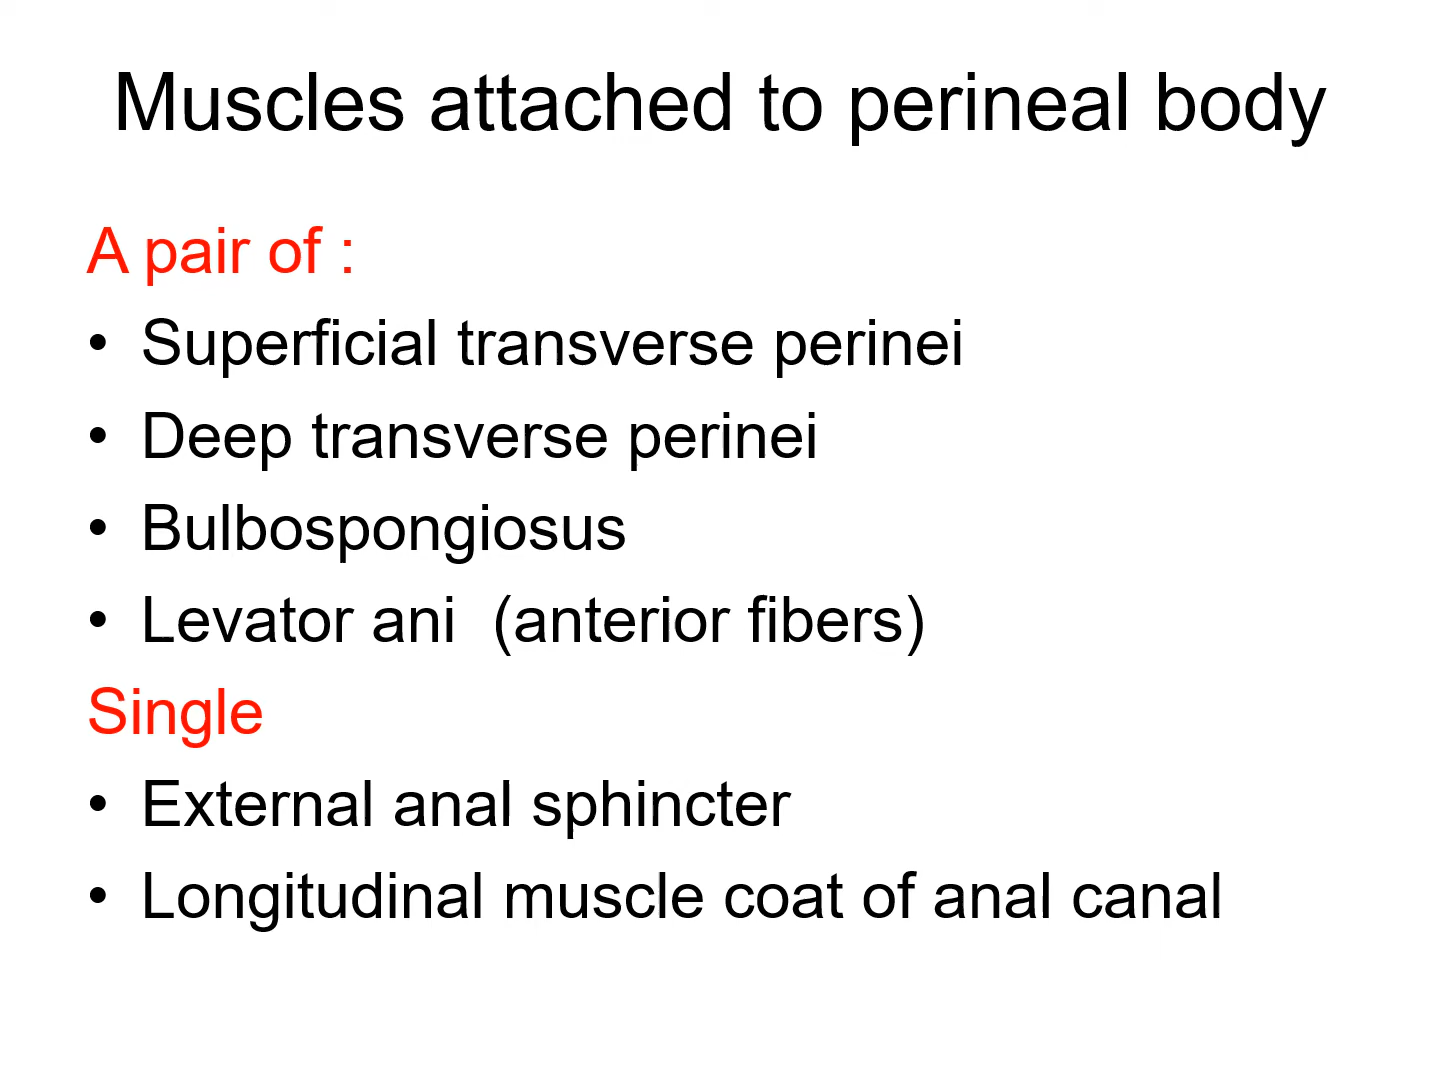 Muscles attached to perineal body
A pair of :
• Superficial transverse perinei
• Deep transverse perinei
• Bulbospongiosus
• Levator ani  (anterior fibers)
Single
• External anal sphincter
• Longitudinal muscle coat of anal canal